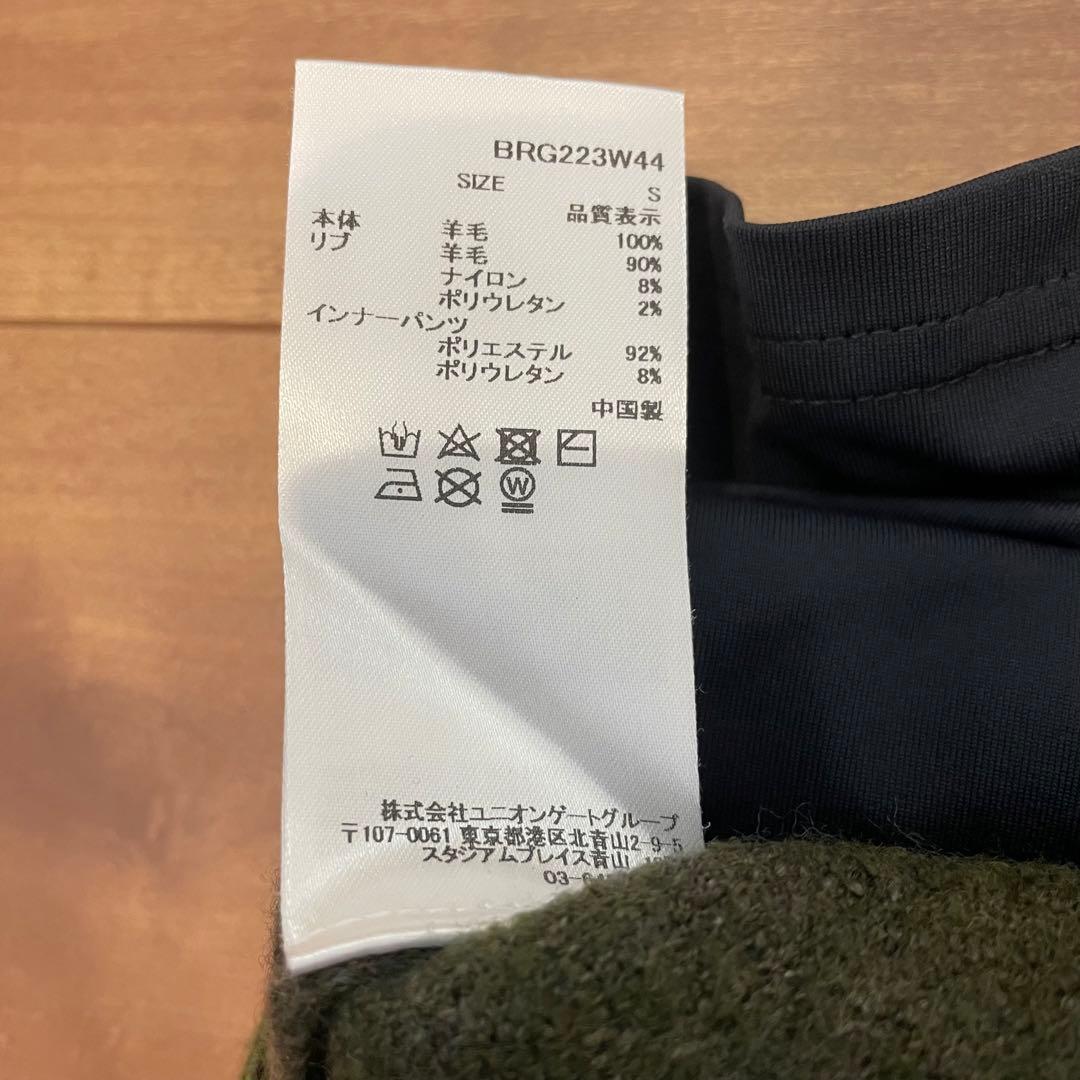 BRG223W44
SIZE S
品質表示
本体 羊毛 100%
リブ 羊毛 90%
ナイロン 8%
ポリウレタン 2%
インナーパンツ
ポリエステル 92%
ポリウレタン 8%
中国製
W
株式会社ユニオンゲートグループ
〒107-0061 東京都港区北青山2-9-5
スタジアムプレイス青山
03-